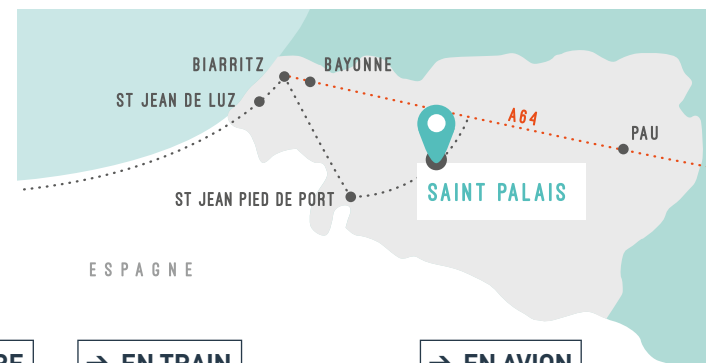 BIARRITZ
BAYONNE
ST JEAN DE LUZ
A64
PAU
ST JEAN PIED DE PORT
SAINT PALAIS
ESPAGNE
→ EN TRAIN
→ EN AVION